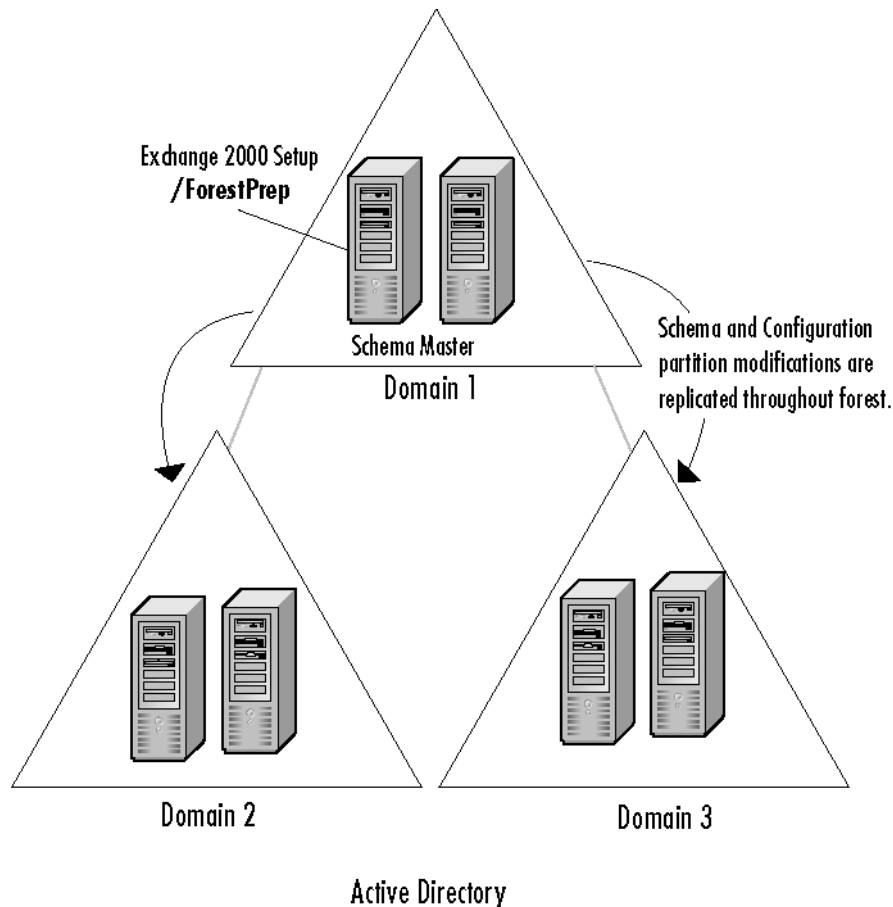 Exchange 2000 Setup
/ForestPrep
Schema Master
Domain 1
Schema and Configuration
partition modifications are
replicated throughout forest.
Domain 2
Domain 3
Active Directory